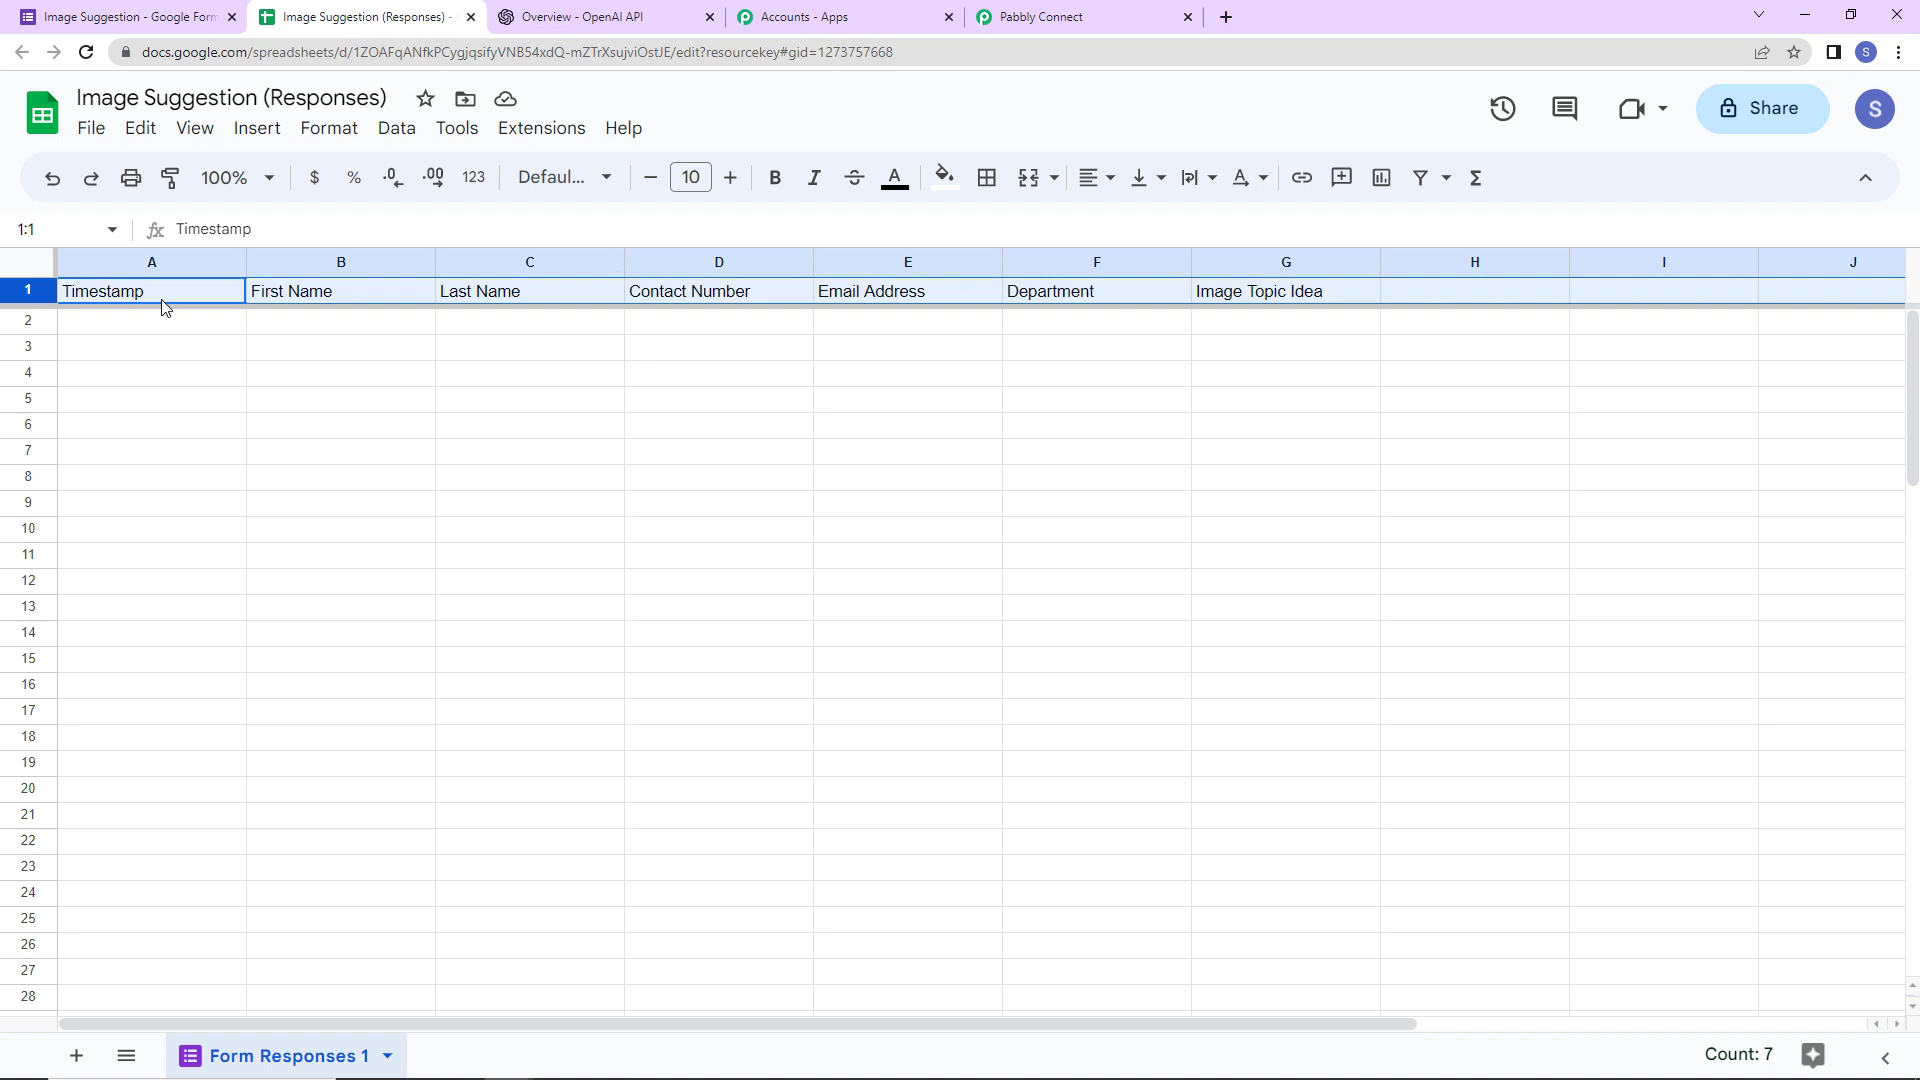 Image Suggestion - Google Form
Image Suggestion (Responses) -
Overview - OpenAI API
Accounts - Apps
Pabbly Connect
docs.google.com/spreadsheets/d/1ZOAFqANfkPCygjqsifyVNB54xdQ-mZTrXsujviOstJE/edit?resourcekey#gid=1273757668
S
Image Suggestion (Responses)
File Edit View Insert Format Data Tools Extensions Help
Share
S
100% $ % .0 .00 123 Defaul... 10 B I A
1:1 fx Timestamp
A B C D E F G H I J
1 Timestamp First Name Last Name Contact Number Email Address Department Image Topic Idea
2
3
4
5
6
7
8
9
10
11
12
13
14
15
16
17
18
19
20
21
22
23
24
25
26
27
28
Form Responses 1
Count: 7